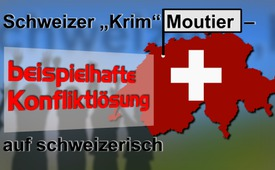 Schweizer „Krim“ Moutier –
beispielhafte
Konfliktlösung
auf schweizerisch